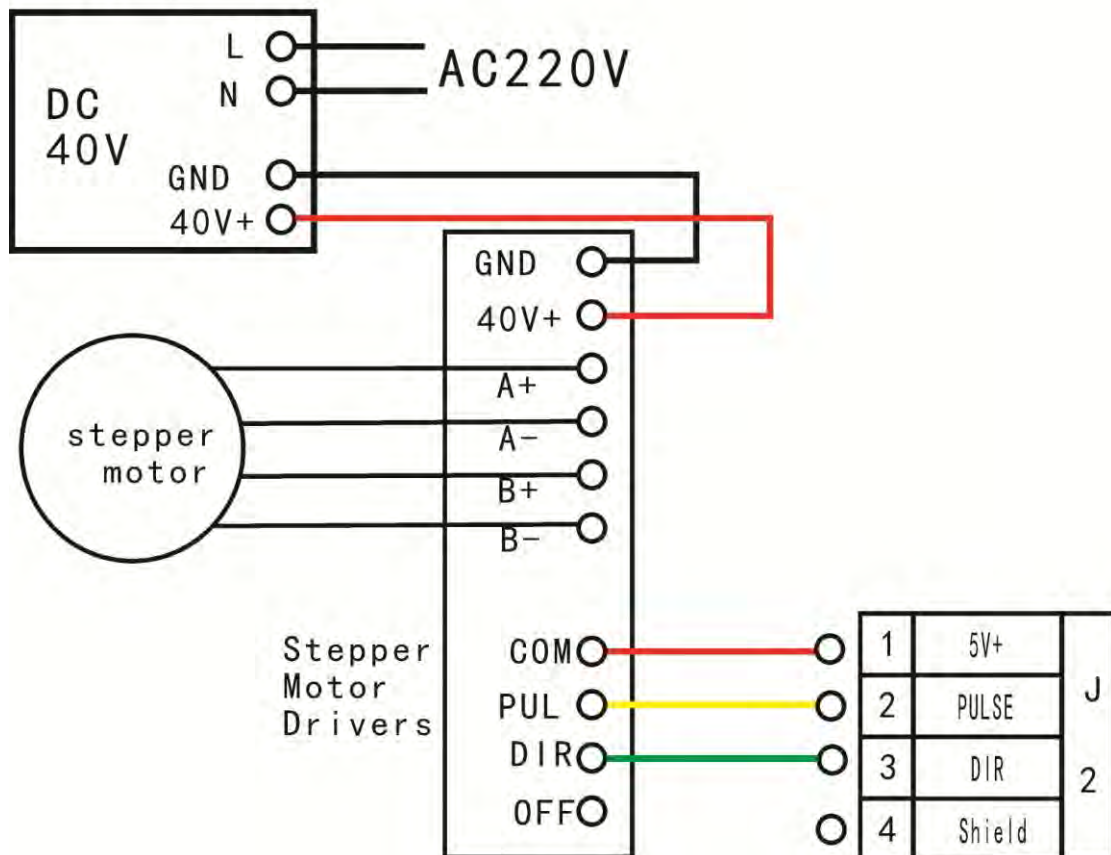 L
AC220V
N
DC
40V
GND
40V+
GND
40V+
A+
A-
B+
B-
stepper
motor
Stepper
Motor
Drivers
COM
PUL
DIR
OFF
1 5V+
2 PULSE
3 DIR
4 Shield
J
2